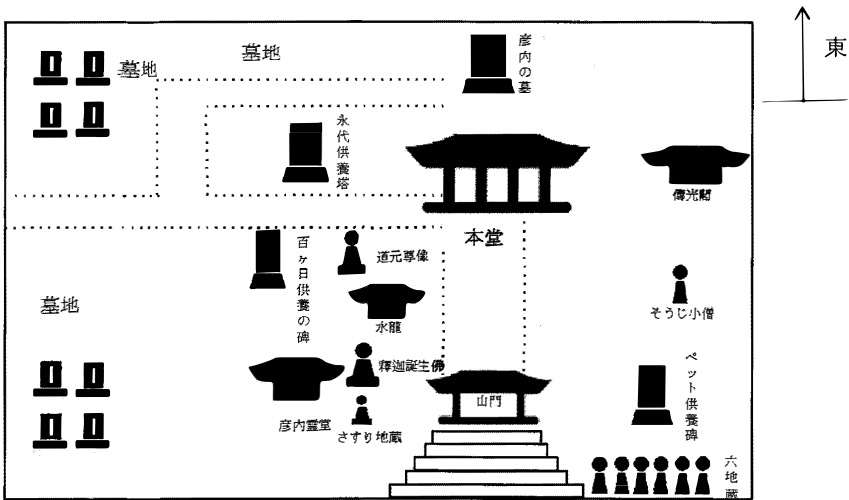 墓地
墓地
彦内の墓
東
永代供養塔
傳光閣
本堂
百ヶ日供養の碑
道元尊像
墓地
水龍
そうじ小僧
釋迦誕生佛
山門
ペット供養碑
彦内霊堂
さすり地蔵
六地蔵